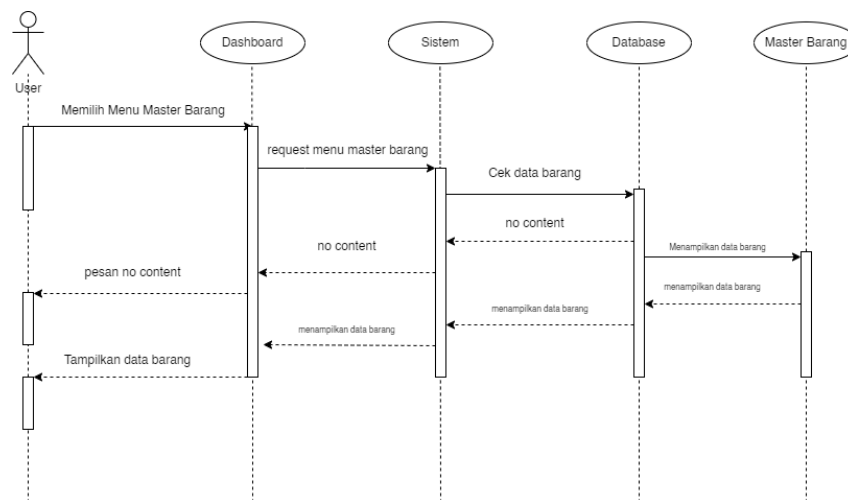 User
Dashboard
Sistem
Database
Master Barang
Memilih Menu Master Barang
request menu master barang
Cek data barang
no content
no content
Menampilkan data barang
pesan no content
menampilkan data barang
menampilkan data barang
menampilkan data barang
Tampilkan data barang